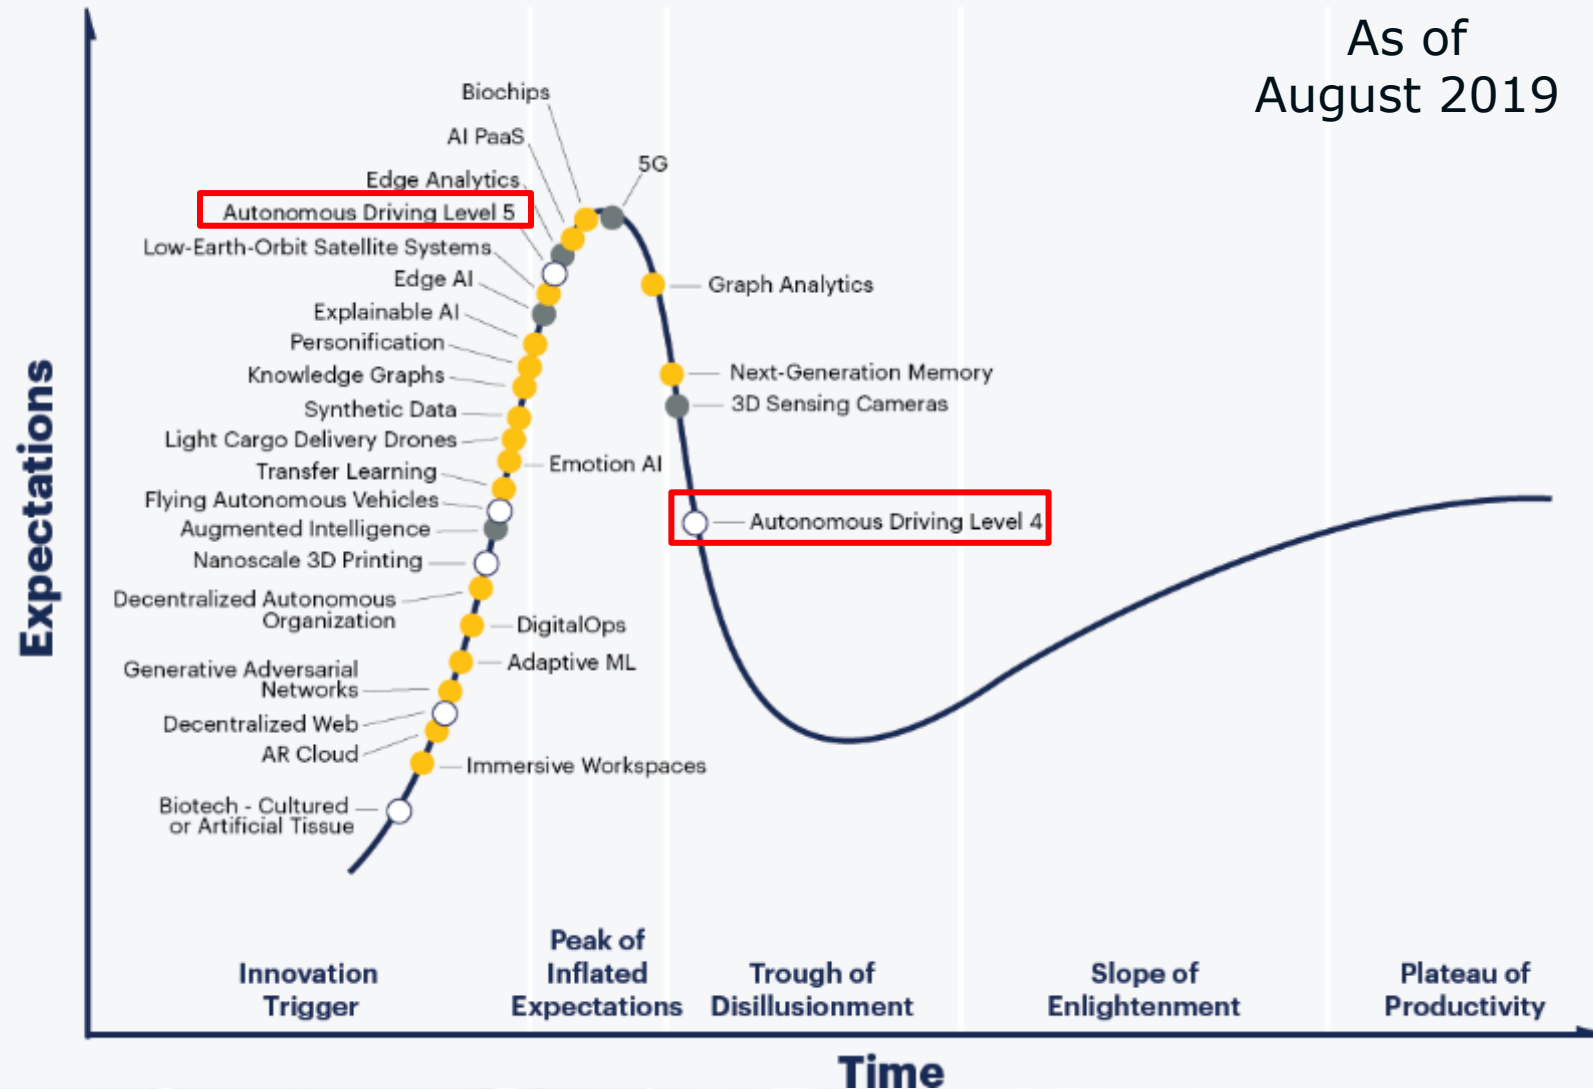 As of
August 2019
Biochips
AI PaaS
5G
Edge Analytics
Autonomous Driving Level 5
Low-Earth-Orbit Satellite Systems
Edge AI
Graph Analytics
Explainable AI
Personification
Knowledge Graphs
Next-Generation Memory
3D Sensing Cameras
Synthetic Data
Light Cargo Delivery Drones
Emotion AI
Transfer Learning
Flying Autonomous Vehicles
Autonomous Driving Level 4
Augmented Intelligence
Nanoscale 3D Printing
Decentralized Autonomous
Organization
DigitalOps
Adaptive ML
Generative Adversarial
Networks
Decentralized Web
AR Cloud
Immersive Workspaces
Biotech - Cultured
or Artificial Tissue
Expectations
Innovation
Trigger
Peak of
Inflated
Expectations
Trough of
Disillusionment
Slope of
Enlightenment
Plateau of
Productivity
Time